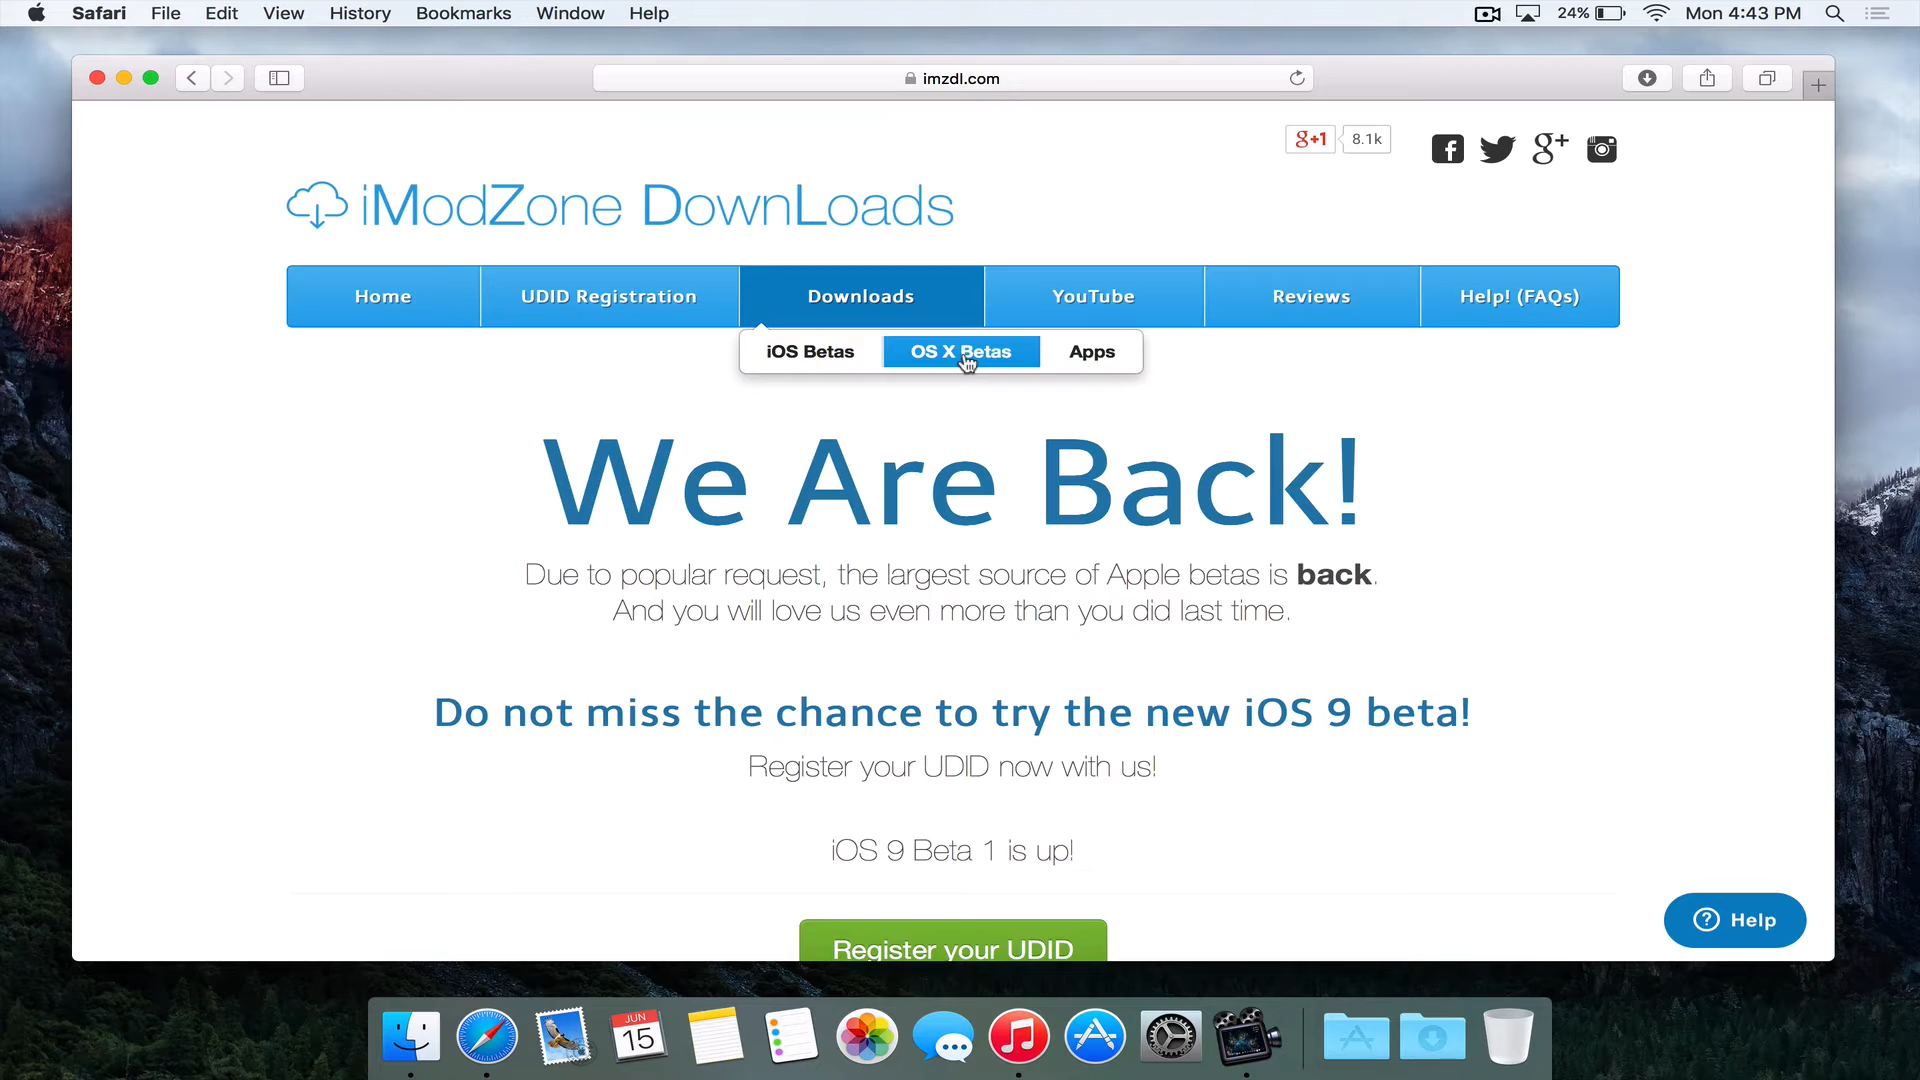 Safari File Edit View History Bookmarks Window Help 24% Mon 4:43 PM
imzdl.com
g+1 8.1k
iModZone DownLoads
Home UDID Registration Downloads YouTube Reviews Help! (FAQs)
iOS Betas OS X Betas Apps
We Are Back!
Due to popular request, the largest source of Apple betas is back.
And you will love us even more than you did last time.
Do not miss the chance to try the new iOS 9 beta!
Register your UDID now with us!
iOS 9 Beta 1 is up!
Help
Register your UDID
JUN
15